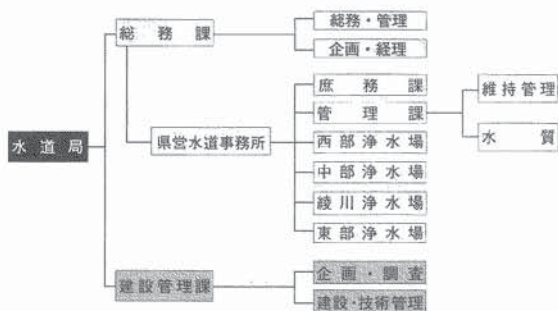 水道局
総務課
総務・管理
企画・経理
県営水道事務所
庶務課
管理課
維持管理
水質
西部浄水場
中部浄水場
綾川浄水場
東部浄水場
建設管理課
企画・調査
建設・技術管理